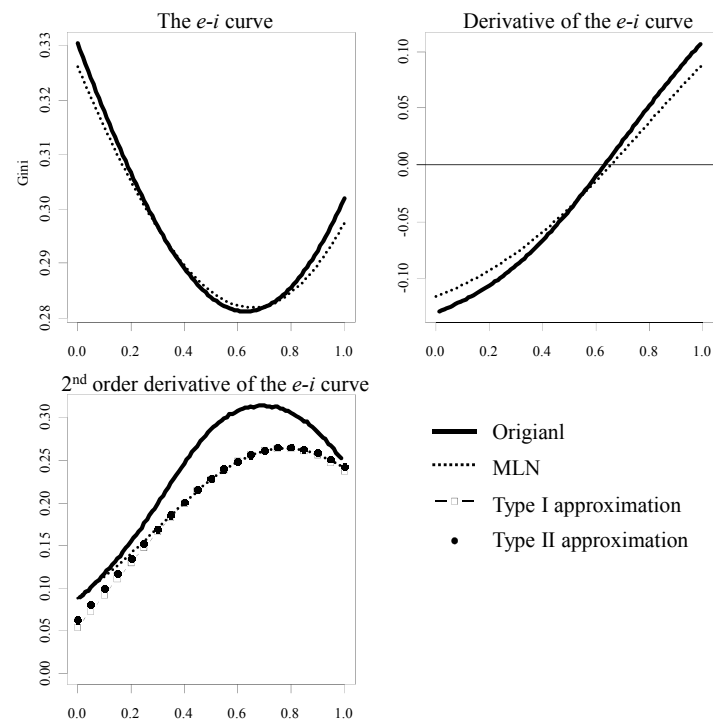 The e-i curve
Gini
0.33
0.32
0.31
0.30
0.29
0.28
0.0 0.2 0.4 0.6 0.8 1.0
Derivative of the e-i curve
0.10
0.05
0.00
-0.05
-0.10
0.0 0.2 0.4 0.6 0.8 1.0
2nd order derivative of the e-i curve
0.30
0.25
0.20
0.15
0.10
0.05
0.00
0.0 0.2 0.4 0.6 0.8 1.0
Origianl
MLN
Type I approximation
Type II approximation